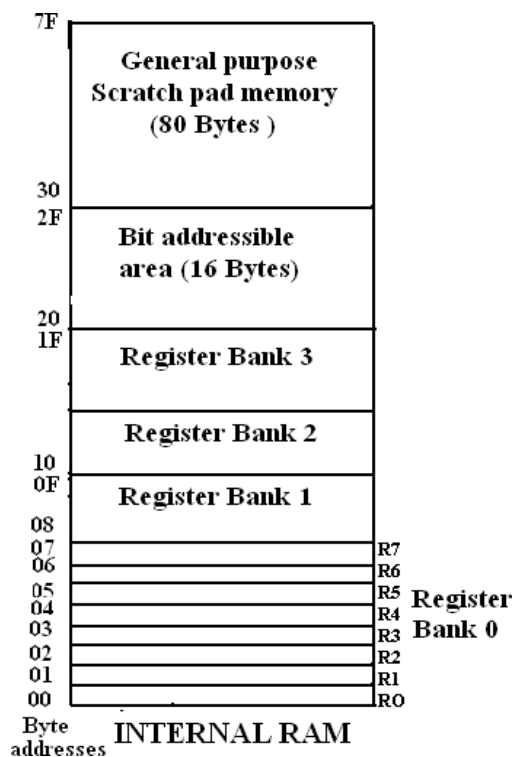 7F
General purpose
Scratch pad memory
(80 Bytes )
30
2F
Bit addressible
area (16 Bytes)
20
1F
Register Bank 3
Register Bank 2
10
0F
Register Bank 1
08
07 R7
06 R6
05 R5
04 R4
03 R3
02 R2
01 R1
00 RO
Register
Bank 0
Byte
addresses
INTERNAL RAM